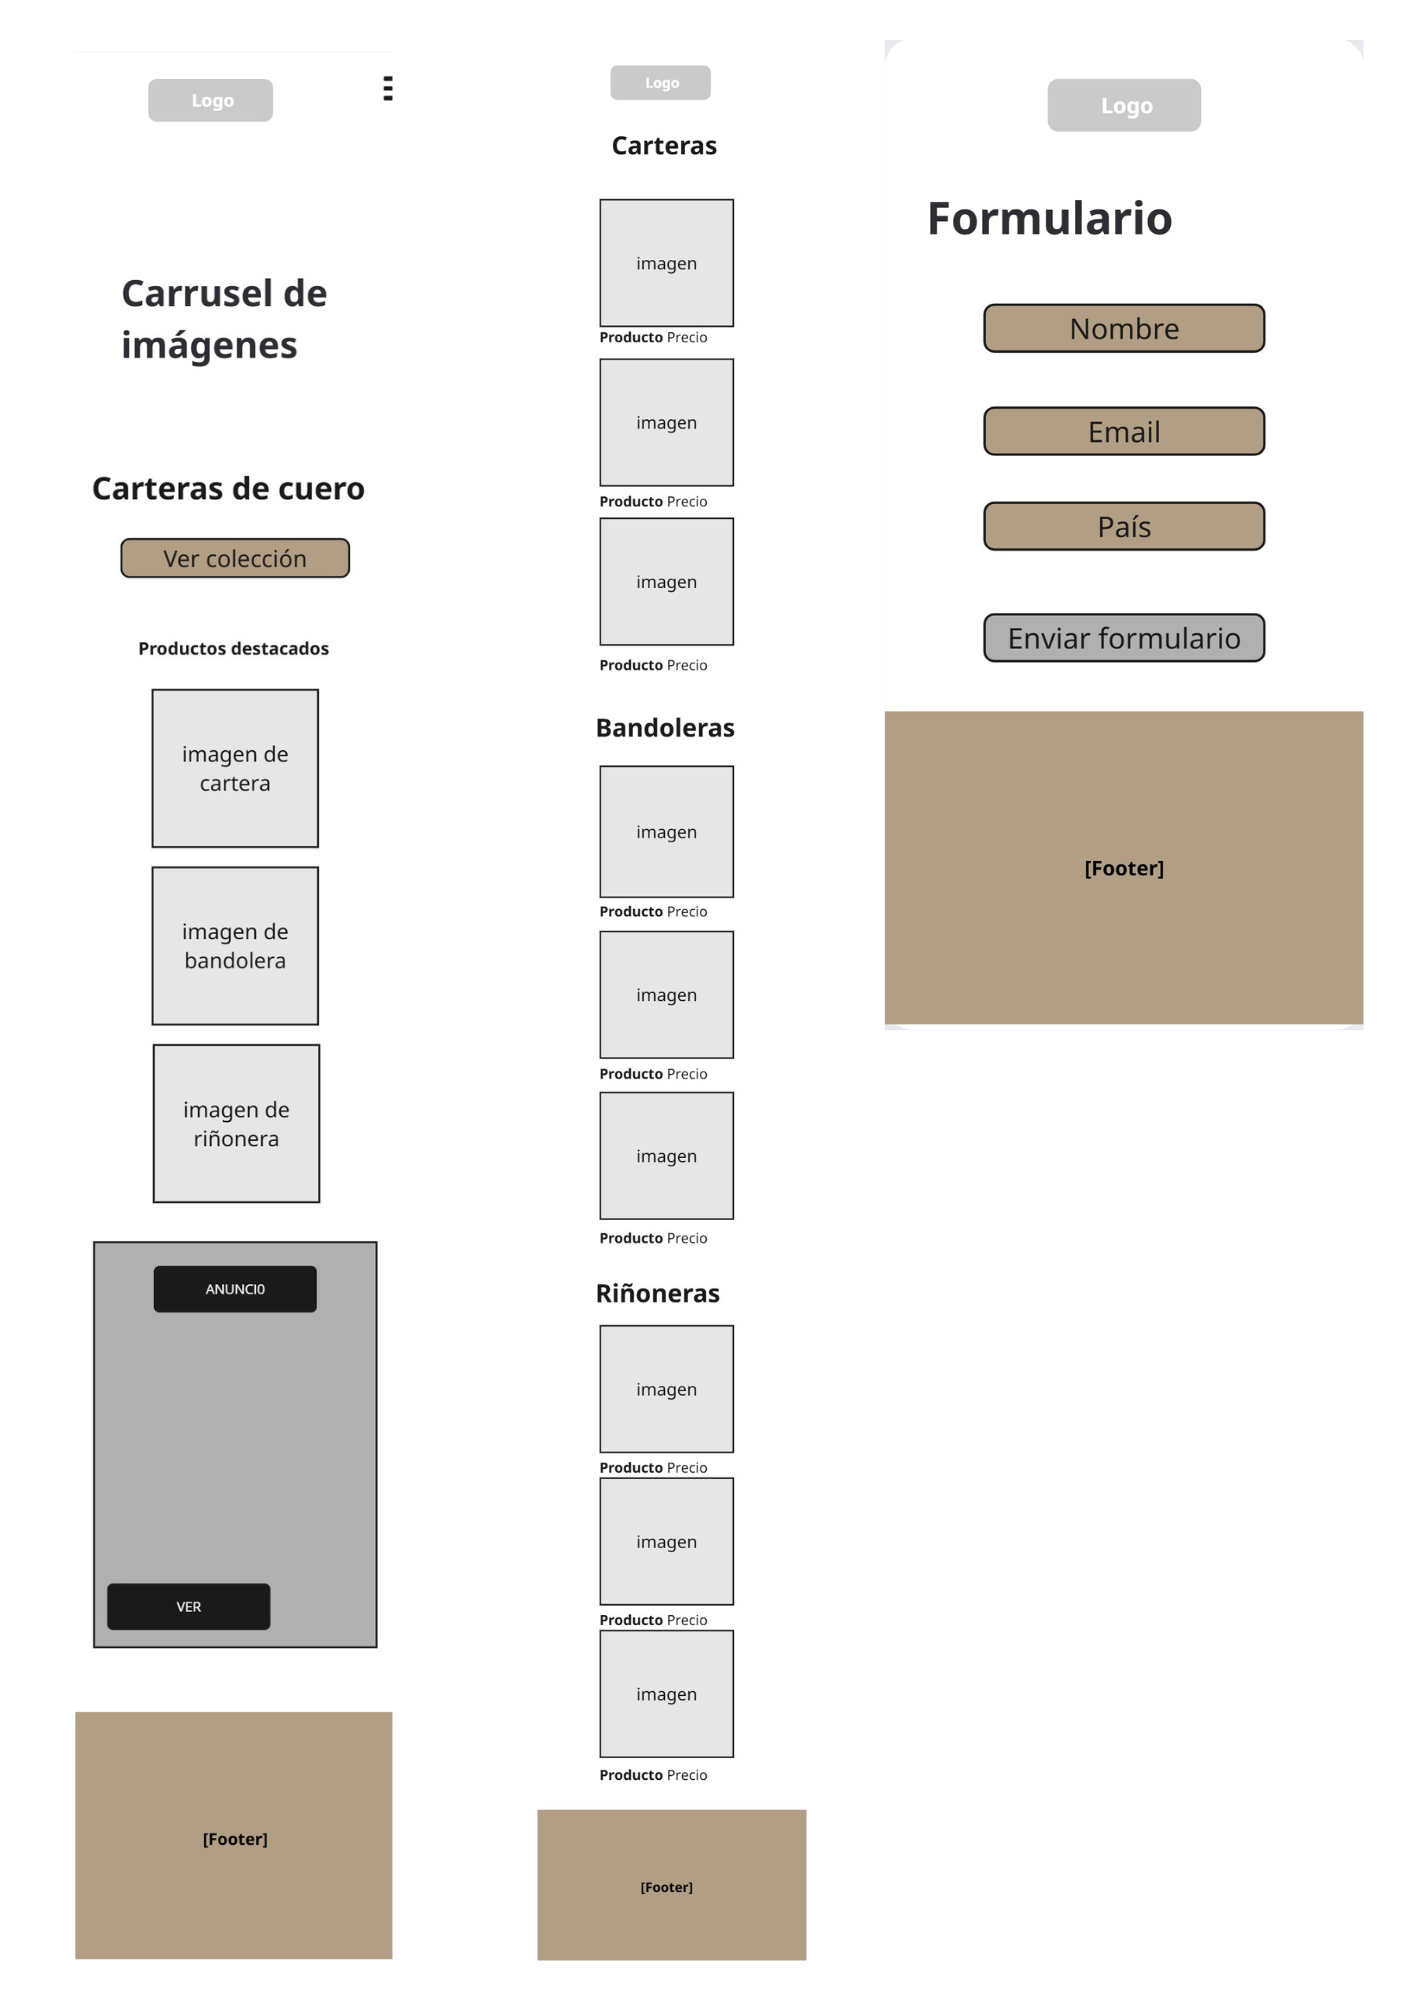 Logo
Carrusel de
imágenes
Carteras de cuero
Ver colección
Productos destacados
imagen de
cartera
imagen de
bandolera
imagen de
riñonera
ANUNCI0
VER
[Footer]
Logo
Carteras
imagen
Producto Precio
imagen
Producto Precio
imagen
Producto Precio
Bandoleras
imagen
Producto Precio
imagen
Producto Precio
imagen
Producto Precio
Riñoneras
imagen
Producto Precio
imagen
Producto Precio
imagen
Producto Precio
[Footer]
Logo
Formulario
Nombre
Email
País
Enviar formulario
[Footer]